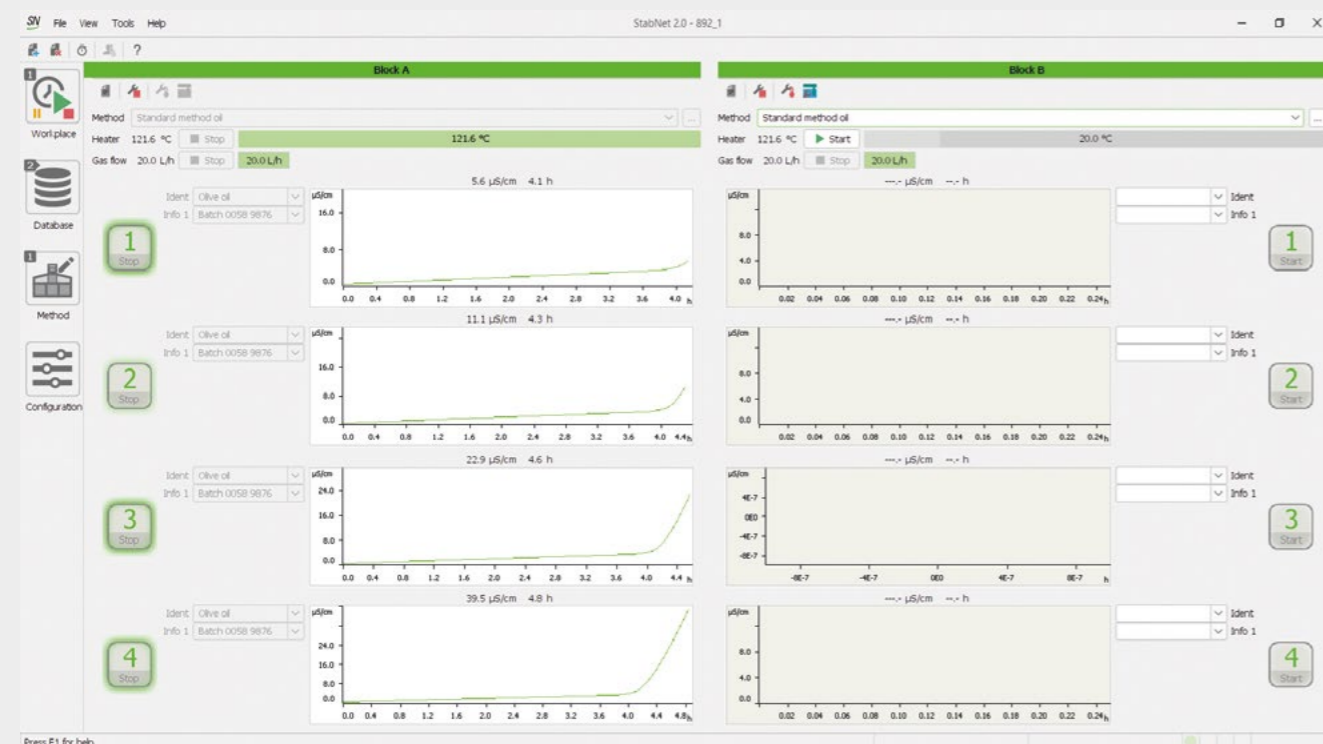 SN File View Tools Help StabNet 2.0 - 892_1
?
Block A
Block B
1
Workplace
2
Database
1
Method
Configuration
Method Standard method oil ...
Heater 121.6 °C Stop 121.6 °C
Gas flow 20.0 L/h Stop 20.0 L/h
5.6 µS/cm 4.1 h
Ident Olive oil
Info 1 Batch 0058 9876
1
Stop
µS/cm
16.0
8.0
0.0
0.0 0.4 0.8 1.2 1.6 2.0 2.4 2.8 3.2 3.6 4.0 h
11.1 µS/cm 4.3 h
Ident Olive oil
Info 1 Batch 0058 9876
2
Stop
µS/cm
16.0
8.0
0.0
0.0 0.4 0.8 1.2 1.6 2.0 2.4 2.8 3.2 3.6 4.0 4.4 h
22.9 µS/cm 4.6 h
Ident Olive oil
Info 1 Batch 0058 9876
3
Stop
µS/cm
24.0
16.0
8.0
0.0
0.0 0.4 0.8 1.2 1.6 2.0 2.4 2.8 3.2 3.6 4.0 4.4 h
39.5 µS/cm 4.8 h
Ident Olive oil
Info 1 Batch 0058 9876
4
Stop
µS/cm
24.0
16.0
8.0
0.0
0.0 0.4 0.8 1.2 1.6 2.0 2.4 2.8 3.2 3.6 4.0 4.4 4.8 h
Method Standard method oil ...
Heater 121.6 °C Start 20.0 °C
Gas flow 20.0 L/h Stop 20.0 L/h
---.- µS/cm --.- h
µS/cm
8.0
4.0
0.0
0.02 0.04 0.06 0.08 0.10 0.12 0.14 0.16 0.18 0.20 0.22 0.24 h
Ident
Info 1
1
Start
---.- µS/cm --.- h
µS/cm
8.0
4.0
0.0
0.02 0.04 0.06 0.08 0.10 0.12 0.14 0.16 0.18 0.20 0.22 0.24 h
Ident
Info 1
2
Start
---.- µS/cm --.- h
µS/cm
4E-7
0E0
-4E-7
-8E-7
-8E-7 -4E-7 0E0 4E-7 8E-7 h
Ident
Info 1
3
Start
---.- µS/cm --.- h
µS/cm
8.0
4.0
0.0
0.02 0.04 0.06 0.08 0.10 0.12 0.14 0.16 0.18 0.20 0.22 0.24 h
Ident
Info 1
4
Start
Press F1 for help